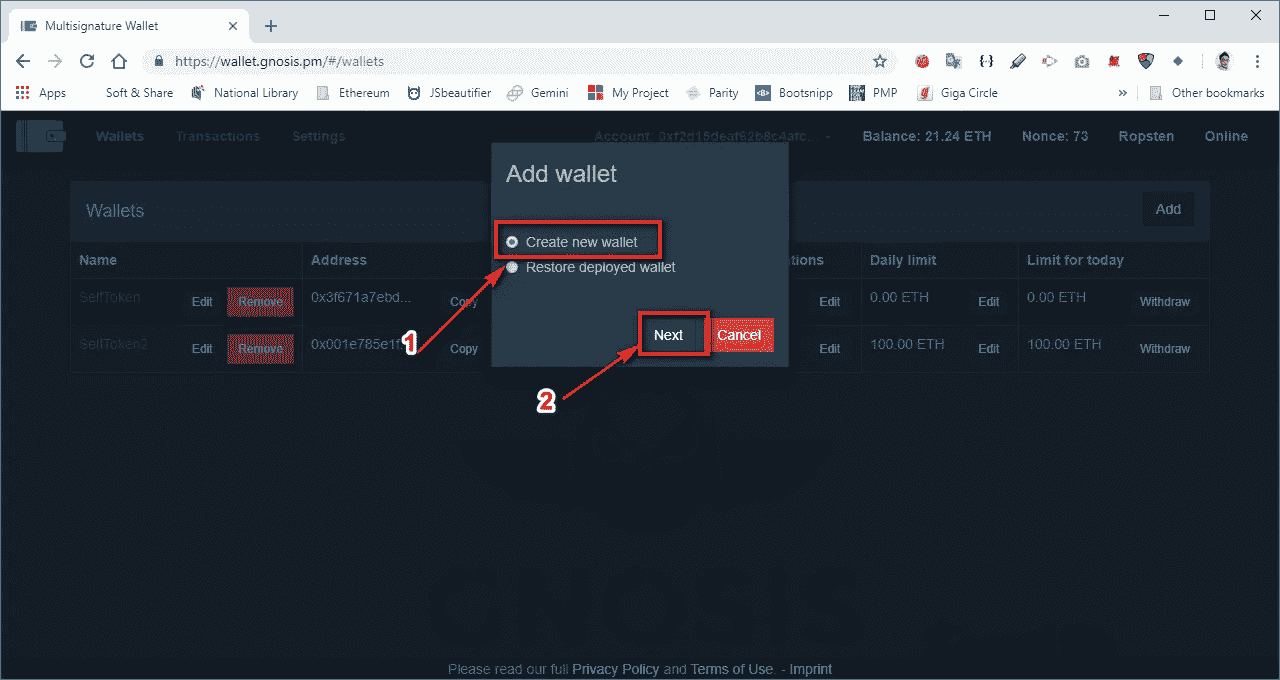 Multisignature Wallet
https://wallet.gnosis.pm/#/wallets
Apps Soft & Share National Library Ethereum JSbeautifier Gemini My Project Party Bootsnipp PMP Giga Circle » Other bookmarks
Wallets Transactions Settings Account: 0xf2d15deaf62b8c4afc... Balance: 21.24 ETH Nonce: 73 Ropsten Online
Add wallet
Wallets Add
Create new wallet
Name Address Daily limit Limit for today
Restore deployed wallet
SelfToken Edit Remove 0x3f671a7ebd... Copy Edit 0.00 ETH Edit 0.00 ETH Withdraw
1 Next Cancel
SelfToken2 Edit Remove 0x001e785e1f Copy Edit 100.00 ETH Edit 100.00 ETH Withdraw
2
GNOSIS
Please read our full Privacy Policy and Terms of Use. - Imprint